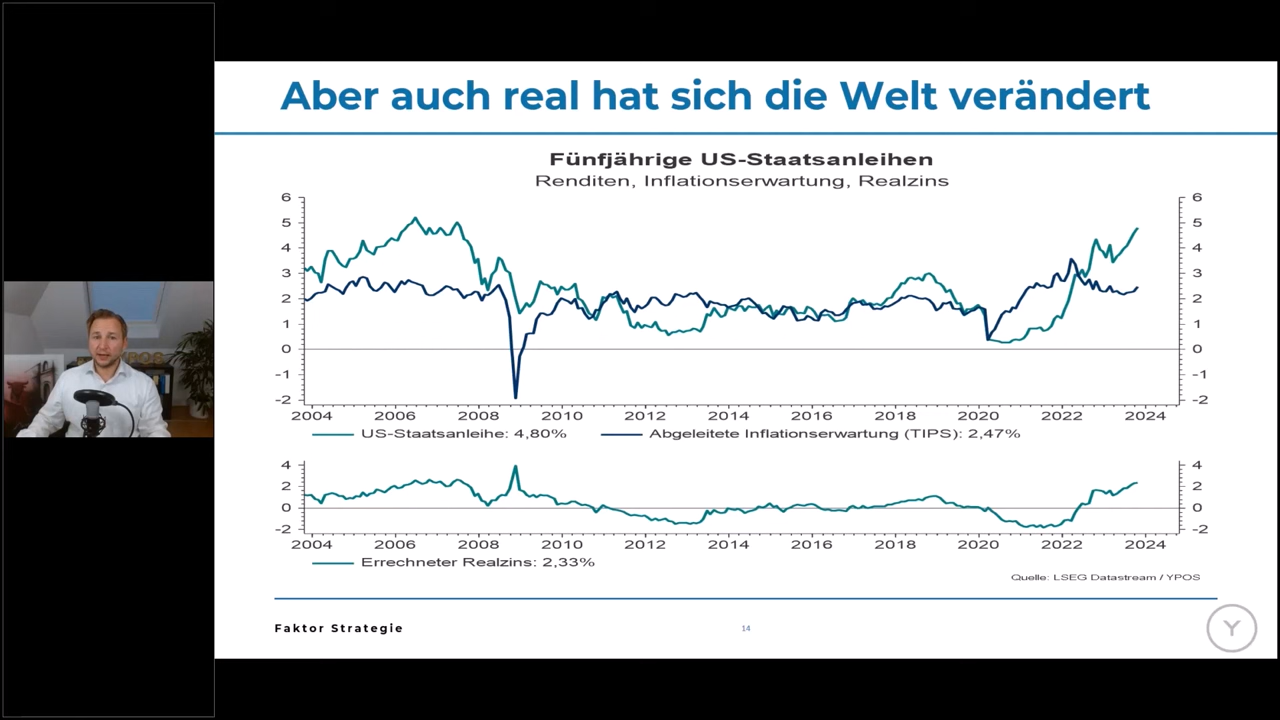 Aber auch real hat sich die Welt verändert
Fünfjährige US-Staatsanleihen
Renditen, Inflationserwartung, Realzins
6 6
5 5
4 4
3 3
2 2
1 1
0 0
-1 -1
-2 -2
2004 2006 2008 2010 2012 2014 2016 2018 2020 2022 2024
US-Staatsanleihe: 4,80% Abgeleitete Inflationserwartung (TIPS): 2,47%
4 4
2 2
0 0
-2 -2
2004 2006 2008 2010 2012 2014 2016 2018 2020 2022 2024
Errechneter Realzins: 2,33%
Quelle: LSEG Datastream / YPOS
Faktor Strategie 14 Y